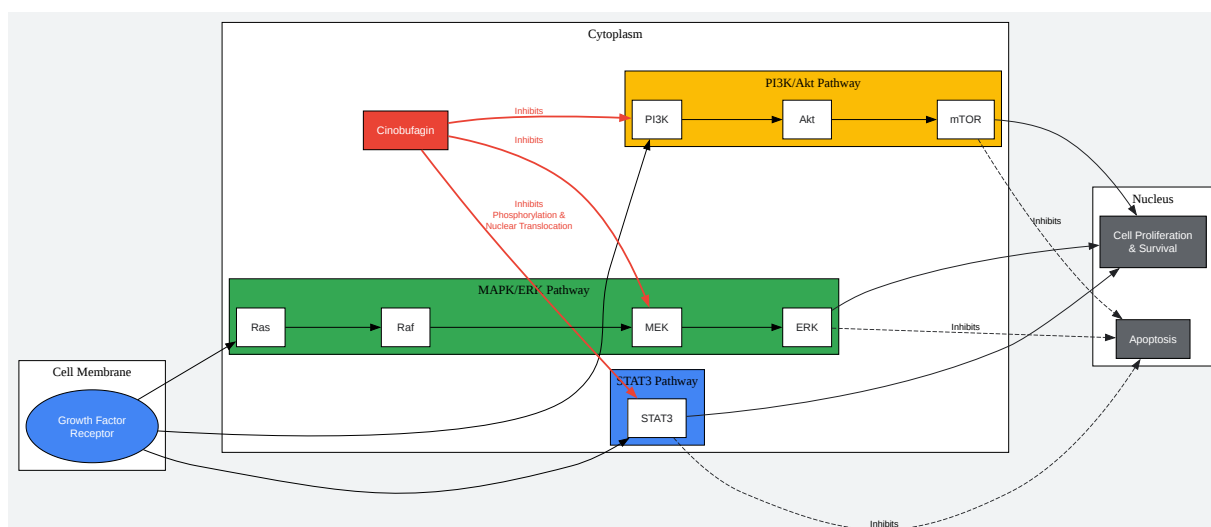 Cytoplasm
PI3K/Akt Pathway
Cinobufagin
Inhibits
PI3K
Akt
mTOR
Inhibits
Nucleus
Inhibits
Phosphorylation &
Nuclear Translocation
Inhibits
Cell Proliferation
& Survival
MAPK/ERK Pathway
Ras
Raf
MEK
ERK
Inhibits
Apoptosis
Cell Membrane
Growth Factor
Receptor
STAT3 Pathway
STAT3
Inhibits